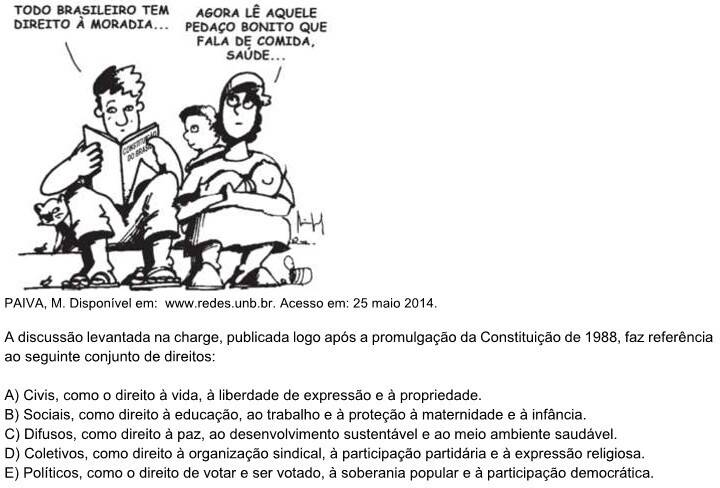 TODO BRASILEIRO TEM
DIREITO À MORADIA...
AGORA LÊ AQUELE
PEDAÇO BONITO QUE
FALA DE COMIDA,
SAÚDE...
CONSTITUIÇÃO
DO BRASIL
PAIVA, M. Disponível em:  www.redes.unb.br. Acesso em: 25 maio 2014.
A discussão levantada na charge, publicada logo após a promulgação da Constituição de 1988, faz referência
ao seguinte conjunto de direitos:
A) Civis, como o direito à vida, à liberdade de expressão e à propriedade.
B) Sociais, como direito à educação, ao trabalho e à proteção à maternidade e à infância.
C) Difusos, como direito à paz, ao desenvolvimento sustentável e ao meio ambiente saudável.
D) Coletivos, como direito à organização sindical, à participação partidária e à expressão religiosa.
E) Políticos, como o direito de votar e ser votado, à soberania popular e à participação democrática.